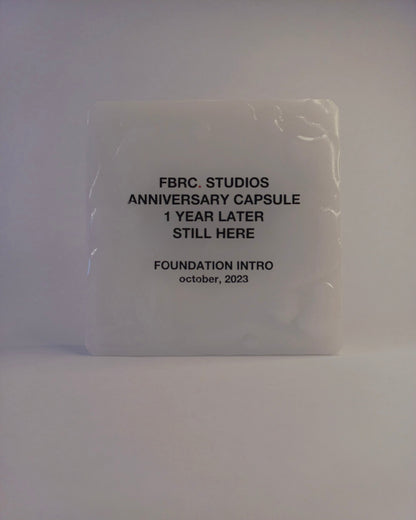 FBRC. STUDIOS
ANNIVERSARY CAPSULE
1 YEAR LATER
STILL HERE
FOUNDATION INTRO
october, 2023